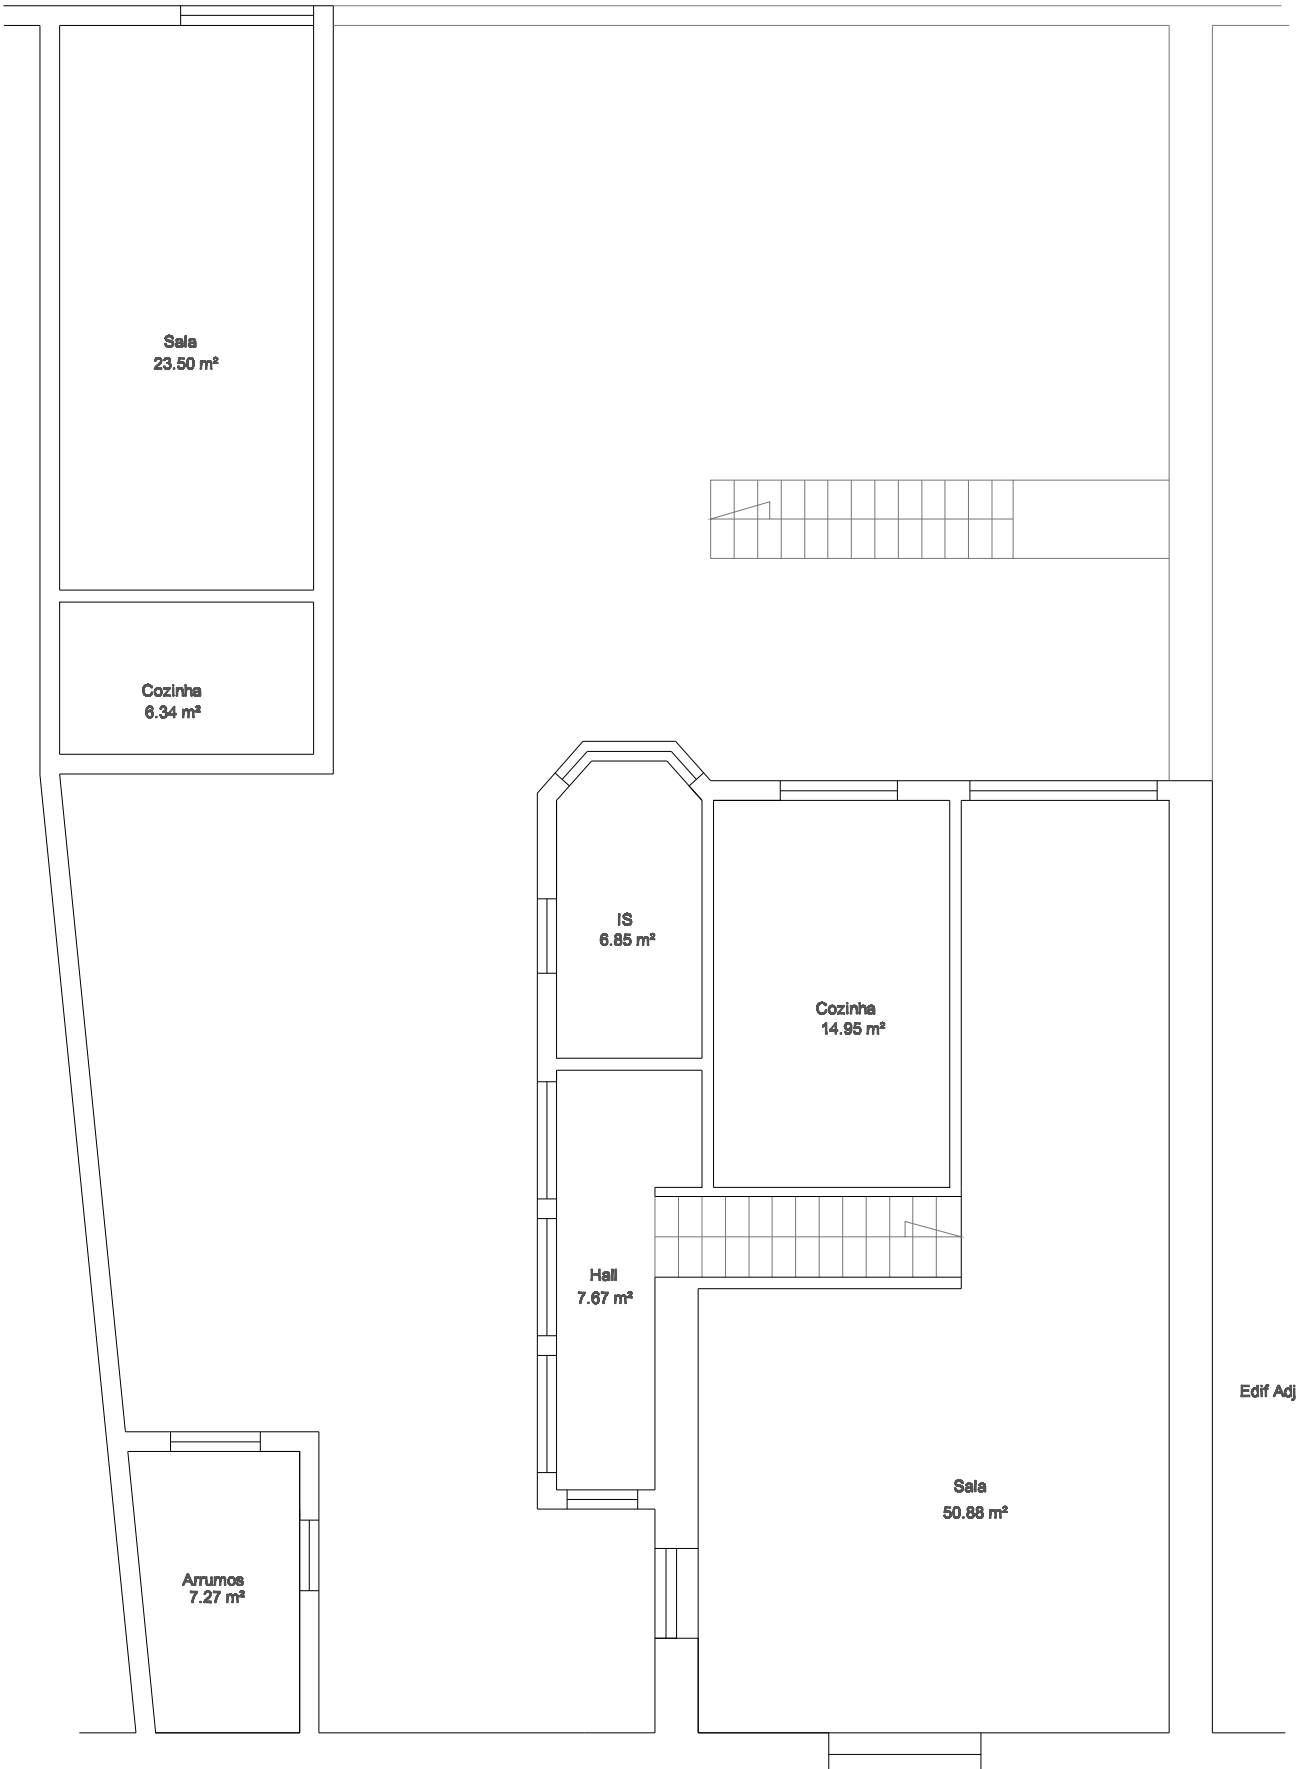 Sala
23.50 m²
Cozinha
6.34 m²
IS
6.85 m²
Cozinha
14.95 m²
Hall
7.67 m²
Edif Adj
Sala
50.88 m²
Arrumos
7.27 m²